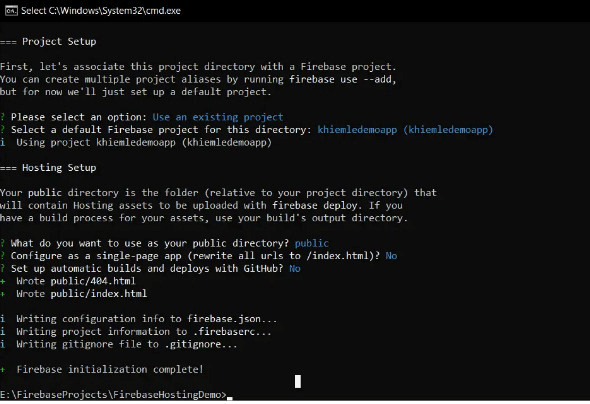 Select C:\Windows\System32\cmd.exe
=== Project Setup
First, let's associate this project directory with a Firebase project.
You can create multiple project aliases by running firebase use --add,
but for now we'll just set up a default project.
? Please select an option: Use an existing project
? Select a default Firebase project for this directory: khiemledemoapp (khiemledemoapp)
i  Using project khiemledemoapp (khiemledemoapp)
=== Hosting Setup
Your public directory is the folder (relative to your project directory) that
will contain Hosting assets to be uploaded with firebase deploy. If you
have a build process for your assets, use your build's output directory.
? What do you want to use as your public directory? public
? Configure as a single-page app (rewrite all urls to /index.html)? No
? Set up automatic builds and deploys with GitHub? No
+  Wrote public/404.html
+  Wrote public/index.html
i  Writing configuration info to firebase.json...
i  Writing project information to .firebaserc...
i  Writing gitignore file to .gitignore...
+  Firebase initialization complete!
E:\FirebaseProjects\FirebaseHostingDemo>